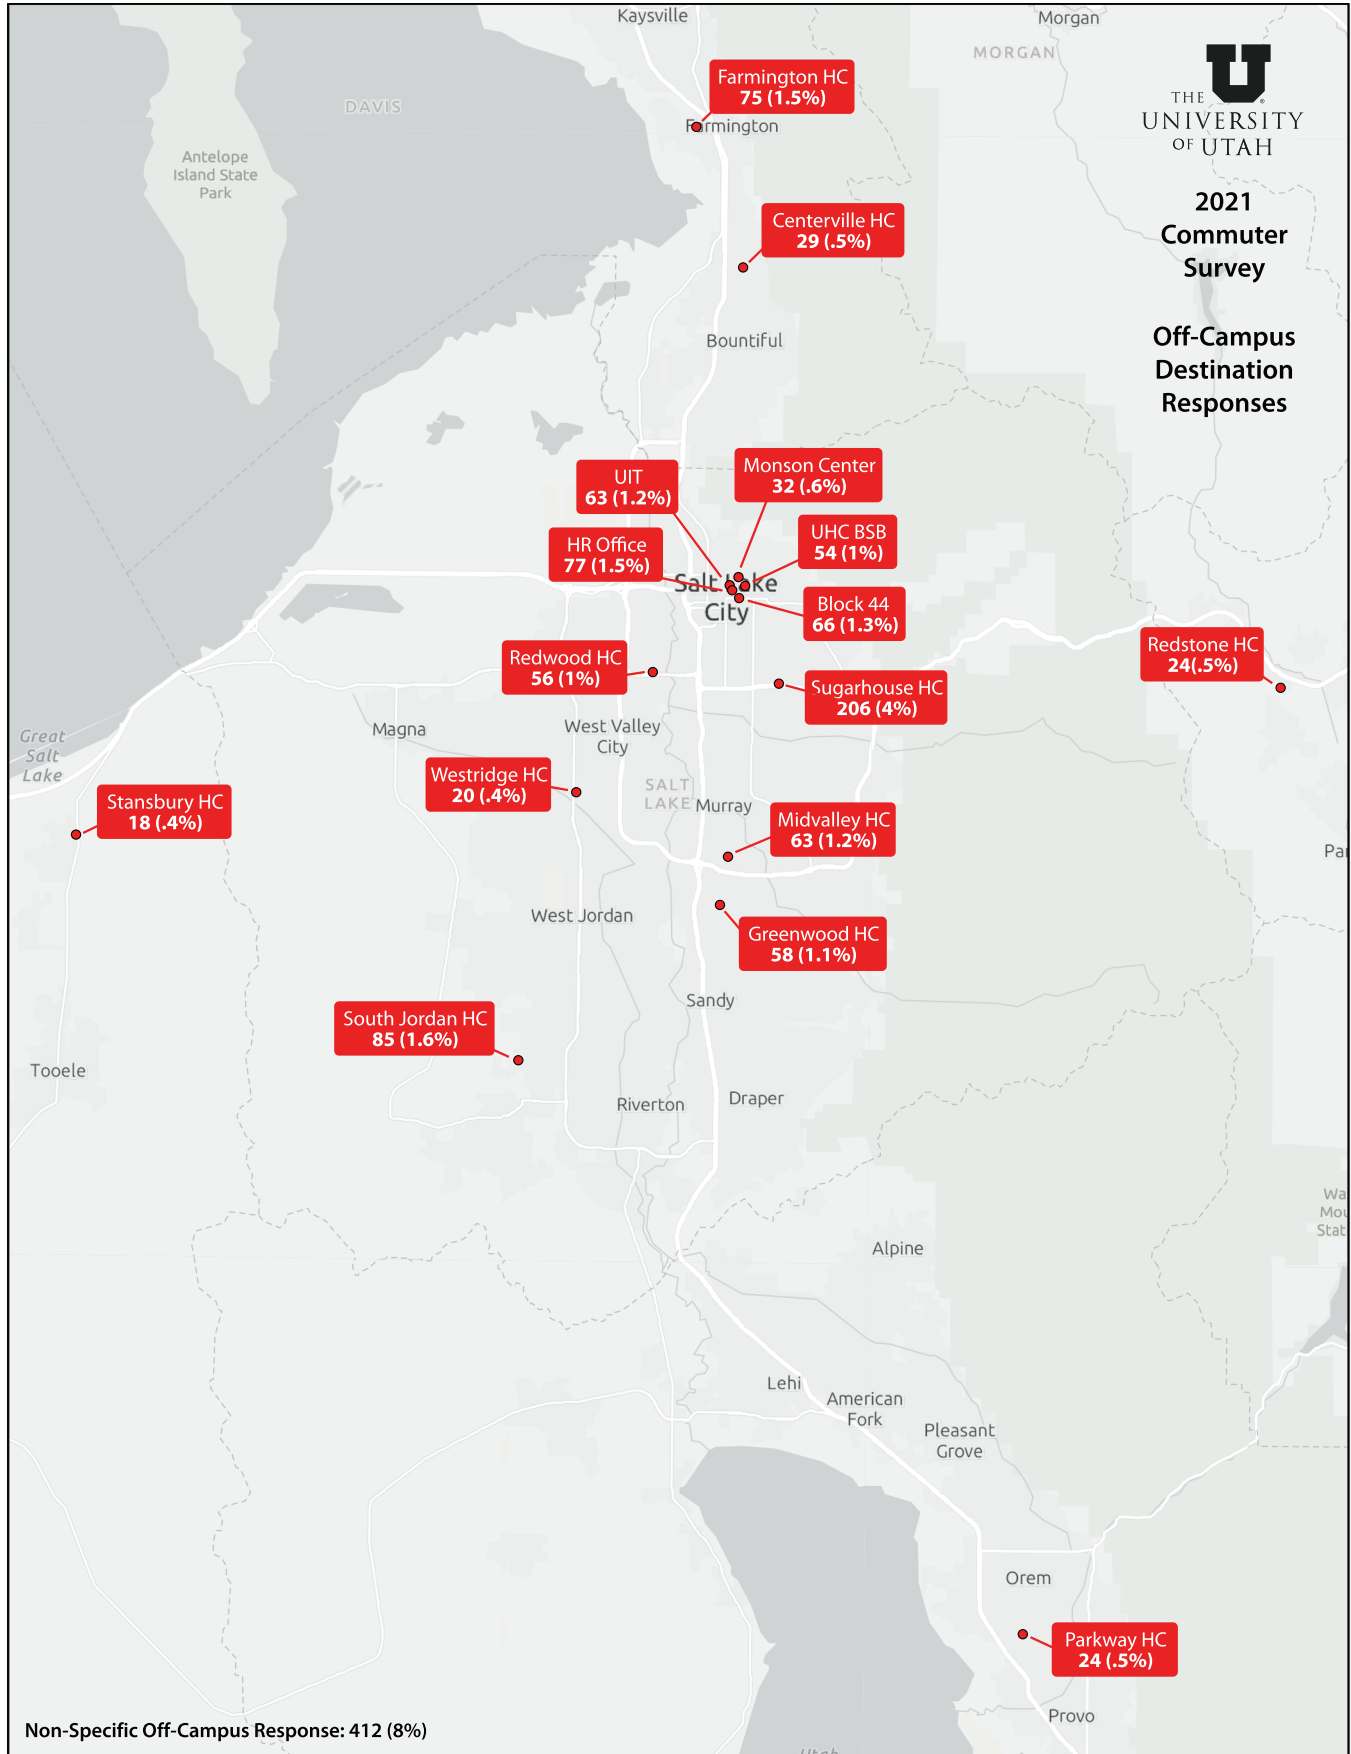 Kaysville
Morgan
MORGAN
DAVIS
Farmington HC
75 (1.5%)
Farmington
THE
UNIVERSITY
OF UTAH
2021
Commuter
Survey
Off-Campus
Destination
Responses
Antelope
Island State
Park
Centerville HC
29 (.5%)
Bountiful
UIT
63 (1.2%)
Monson Center
32 (.6%)
HR Office
77 (1.5%)
UHC BSB
54 (1%)
Salt Lake
City
Block 44
66 (1.3%)
Redwood HC
56 (1%)
Redstone HC
24(.5%)
Sugarhouse HC
206 (4%)
Great
Salt
Lake
Magna
West Valley
City
Westridge HC
20 (.4%)
SALT
LAKE
Murray
Stansbury HC
18 (.4%)
Midvalley HC
63 (1.2%)
West Jordan
Greenwood HC
58 (1.1%)
Sandy
South Jordan HC
85 (1.6%)
Tooele
Riverton
Draper
Alpine
Lehi
American
Fork
Pleasant
Grove
Orem
Parkway HC
24 (.5%)
Provo
Non-Specific Off-Campus Response: 412 (8%)